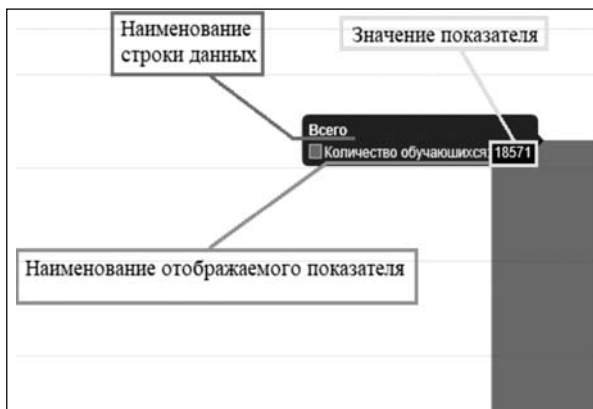 Наименование
строки данных
Значение показателя
Всего
Количество обучающихся: 18571
Наименование отображаемого показателя